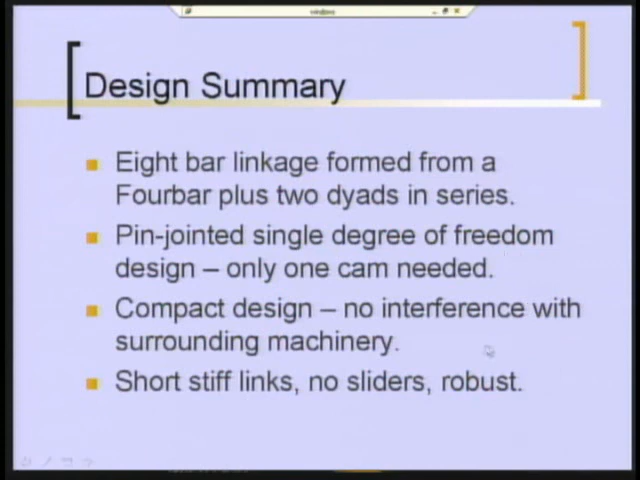 Design Summary
Eight bar linkage formed from a
Fourbar plus two dyads in series.
Pin-jointed single degree of freedom
design – only one cam needed.
Compact design – no interference with
surrounding machinery.
Short stiff links, no sliders, robust.